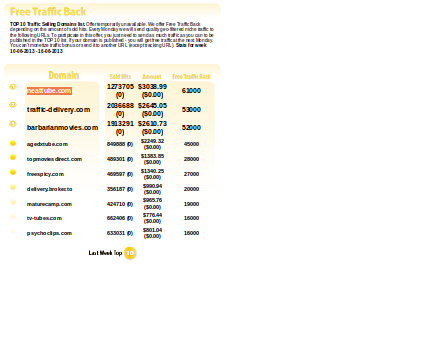 Free Traffic Back
TOP 10 Traffic Selling Domains list. Offer temporarily unavailable. We offer Free Traffic Back
depending on the amount of sold hits. Every Monday we will send quality geo filtered niche traffic to
the following URLs. To participate in this offer, you just need to send as much traffic as you can to be
published in the TOP 10 list. If your domain is published - you will get free traffic at the next Monday.
You can monetize traffic bonus or send it to another URL (except tracking URL). Stats for week
10-06-2013 - 16-06-2013
Domain Sold Hits Amount Free Traffic Back
neatlube.com 1273705 (0) $3038.99 ($0.00) 61000
traffic-delivery.com 2036688 (0) $2645.05 ($0.00) 53000
barbarianmovies.com 1913291 (0) $2610.73 ($0.00) 52000
agedxtube.com 849888 (0) $2249.32 ($0.00) 45000
topmoviesdirect.com 489301 (0) $1383.85 ($0.00) 28000
freespicy.com 469597 (0) $1340.25 ($0.00) 27000
delivery.broker.to 356187 (0) $990.94 ($0.00) 20000
maturecamp.com 424710 (0) $965.76 ($0.00) 19000
tv-tubes.com 662406 (0) $776.44 ($0.00) 16000
psychoclips.com 633031 (0) $801.04 ($0.00) 16000
Last Week Top 10